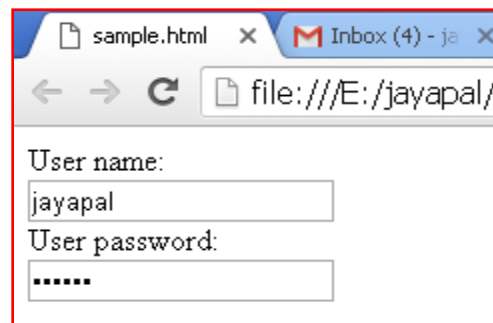 sample.html Inbox (4) - ja
file:///E:/jayapal/
User name:
jayapal
User password:
••••••